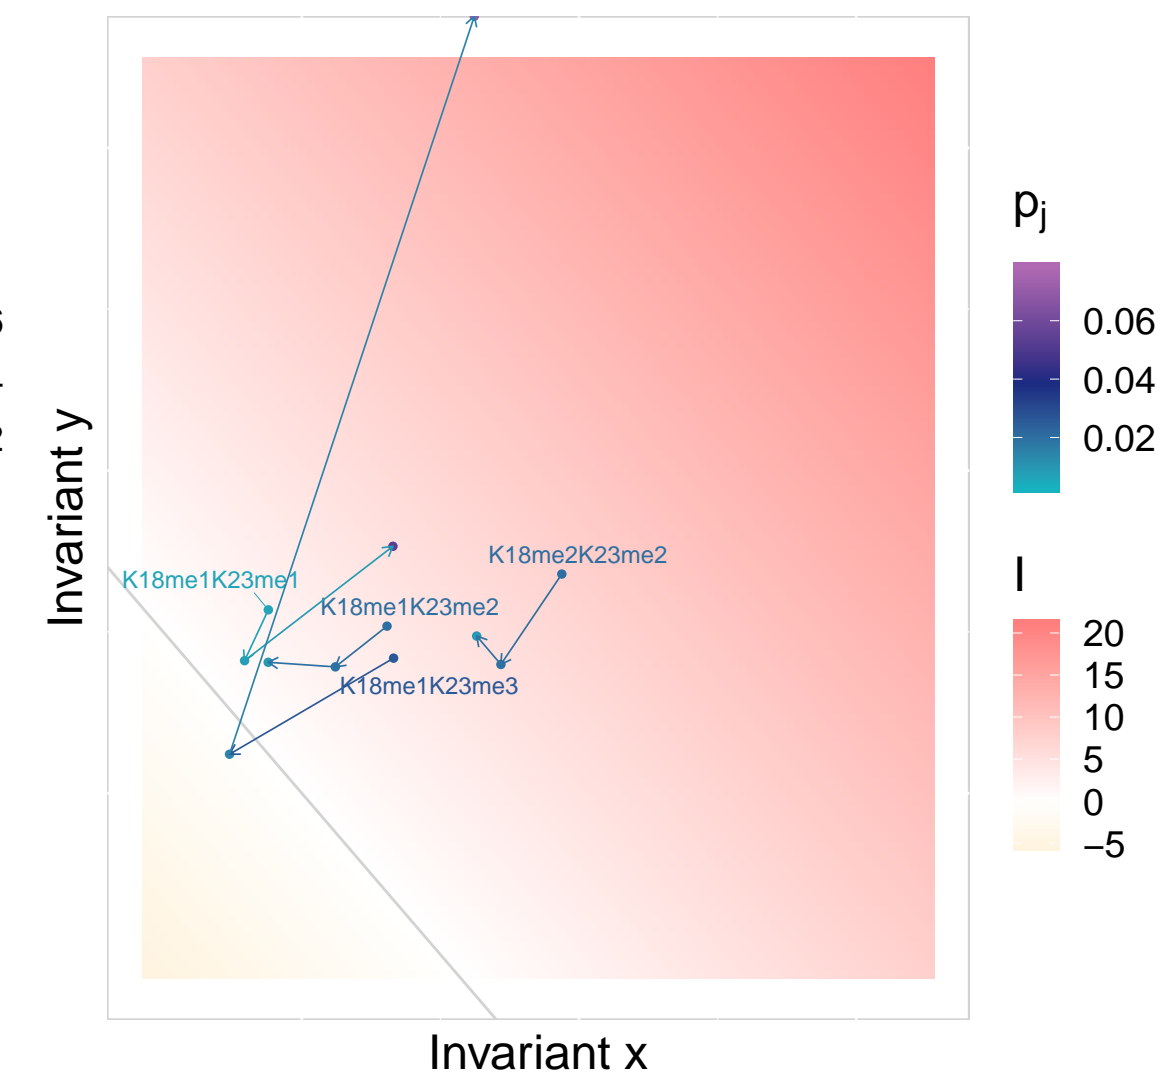 p_j
0.06
0.04
0.02
Invariant y
K18me2K23me2
K18me1K23me1
K18me1K23me2
K18me1K23me3
I
20
15
10
5
0
−5
Invariant x